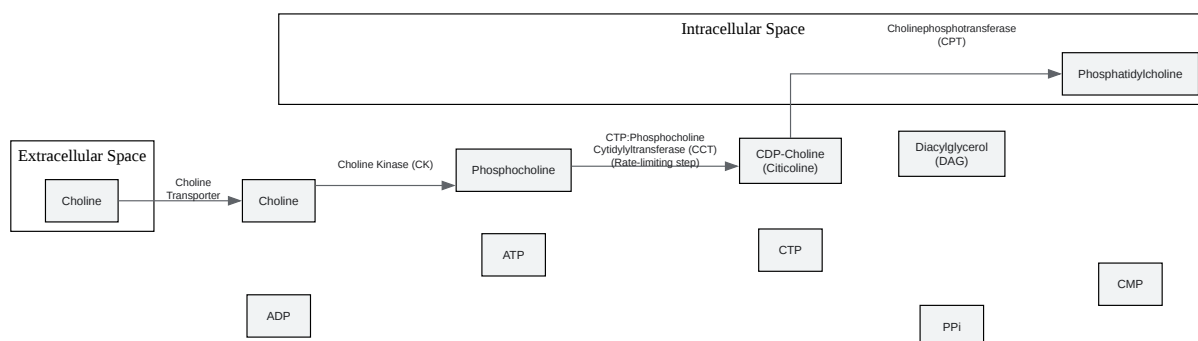 Intracellular Space
Cholinephosphotransferase
(CPT)
Phosphatidylcholine
Extracellular Space
Choline
Choline
Transporter
Choline
Choline Kinase (CK)
Phosphocholine
CTP:Phosphocholine
Cytidylyltransferase (CCT)
(Rate-limiting step)
CDP-Choline
(Citicoline)
Diacylglycerol
(DAG)
ATP
CTP
CMP
ADP
PPi